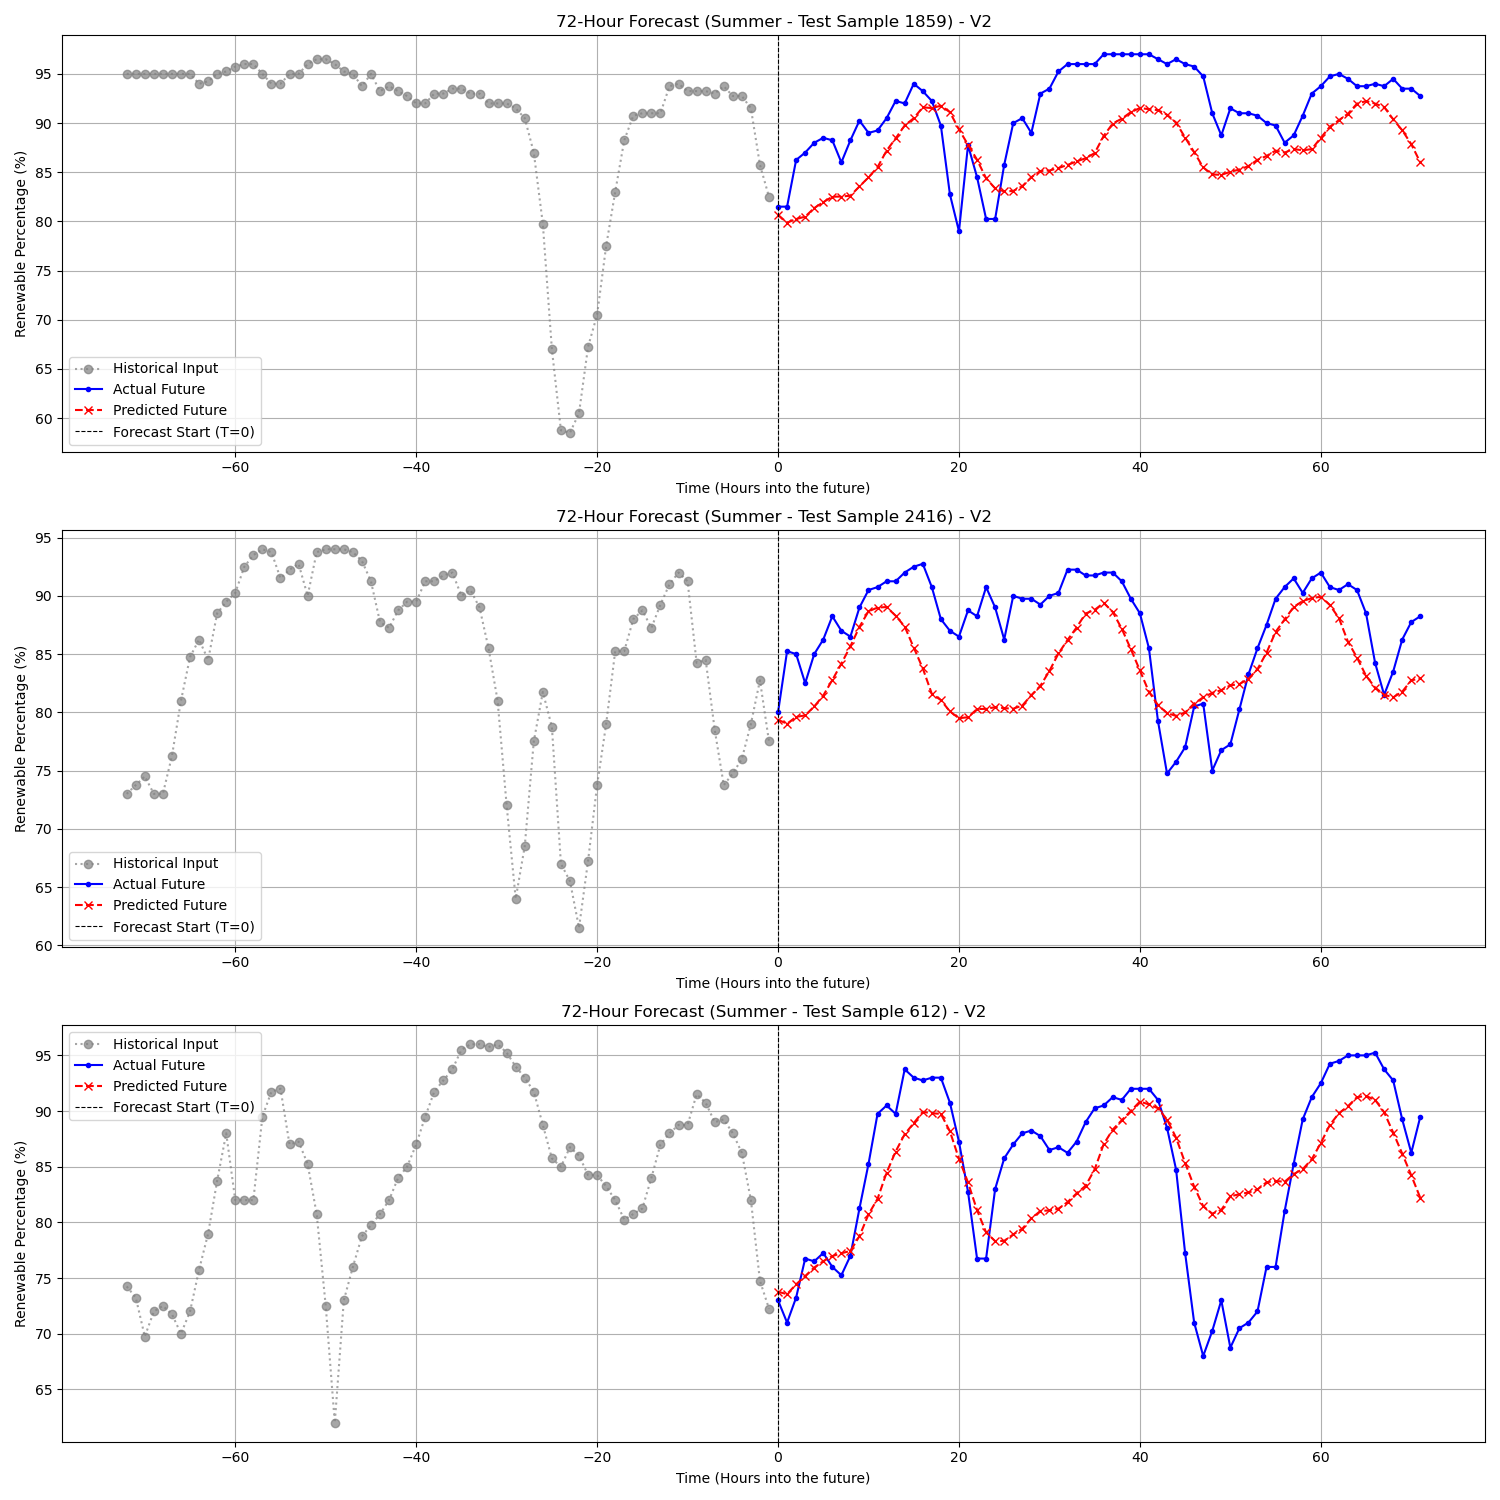 72-Hour Forecast (Summer - Test Sample 1859) - V2
Renewable Percentage (%)
95
90
85
80
75
70
65
60
Historical Input
Actual Future
Predicted Future
Forecast Start (T=0)
−60 −40 −20 0 20 40 60
Time (Hours into the future)
72-Hour Forecast (Summer - Test Sample 2416) - V2
Renewable Percentage (%)
95
90
85
80
75
70
65
60
Historical Input
Actual Future
Predicted Future
Forecast Start (T=0)
−60 −40 −20 0 20 40 60
Time (Hours into the future)
72-Hour Forecast (Summer - Test Sample 612) - V2
Renewable Percentage (%)
95
90
85
80
75
70
65
Historical Input
Actual Future
Predicted Future
Forecast Start (T=0)
−60 −40 −20 0 20 40 60
Time (Hours into the future)